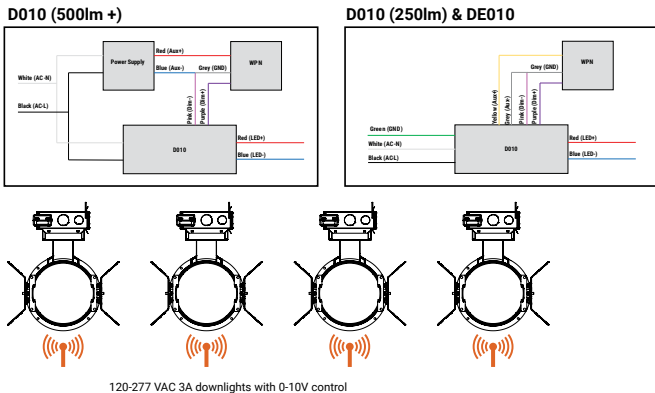 D010 (500lm +)
Power Supply
Red (Aux+)
Blue (Aux-)
Grey (GND)
WPN
White (AC-N)
Black (AC-L)
Pink (Dim-)
Purple (Dim+)
D010
Red (LED+)
Blue (LED-)
D010 (250lm) & DE010
WPN
Yellow (Aux+)
Grey (Aux-)
Pink (Dim-)
Purple (Dim+)
Grey (GND)
Green (GND)
White (AC-N)
Black (AC-L)
D010
Red (LED+)
Blue (LED-)
120-277 VAC 3A downlights with 0-10V control